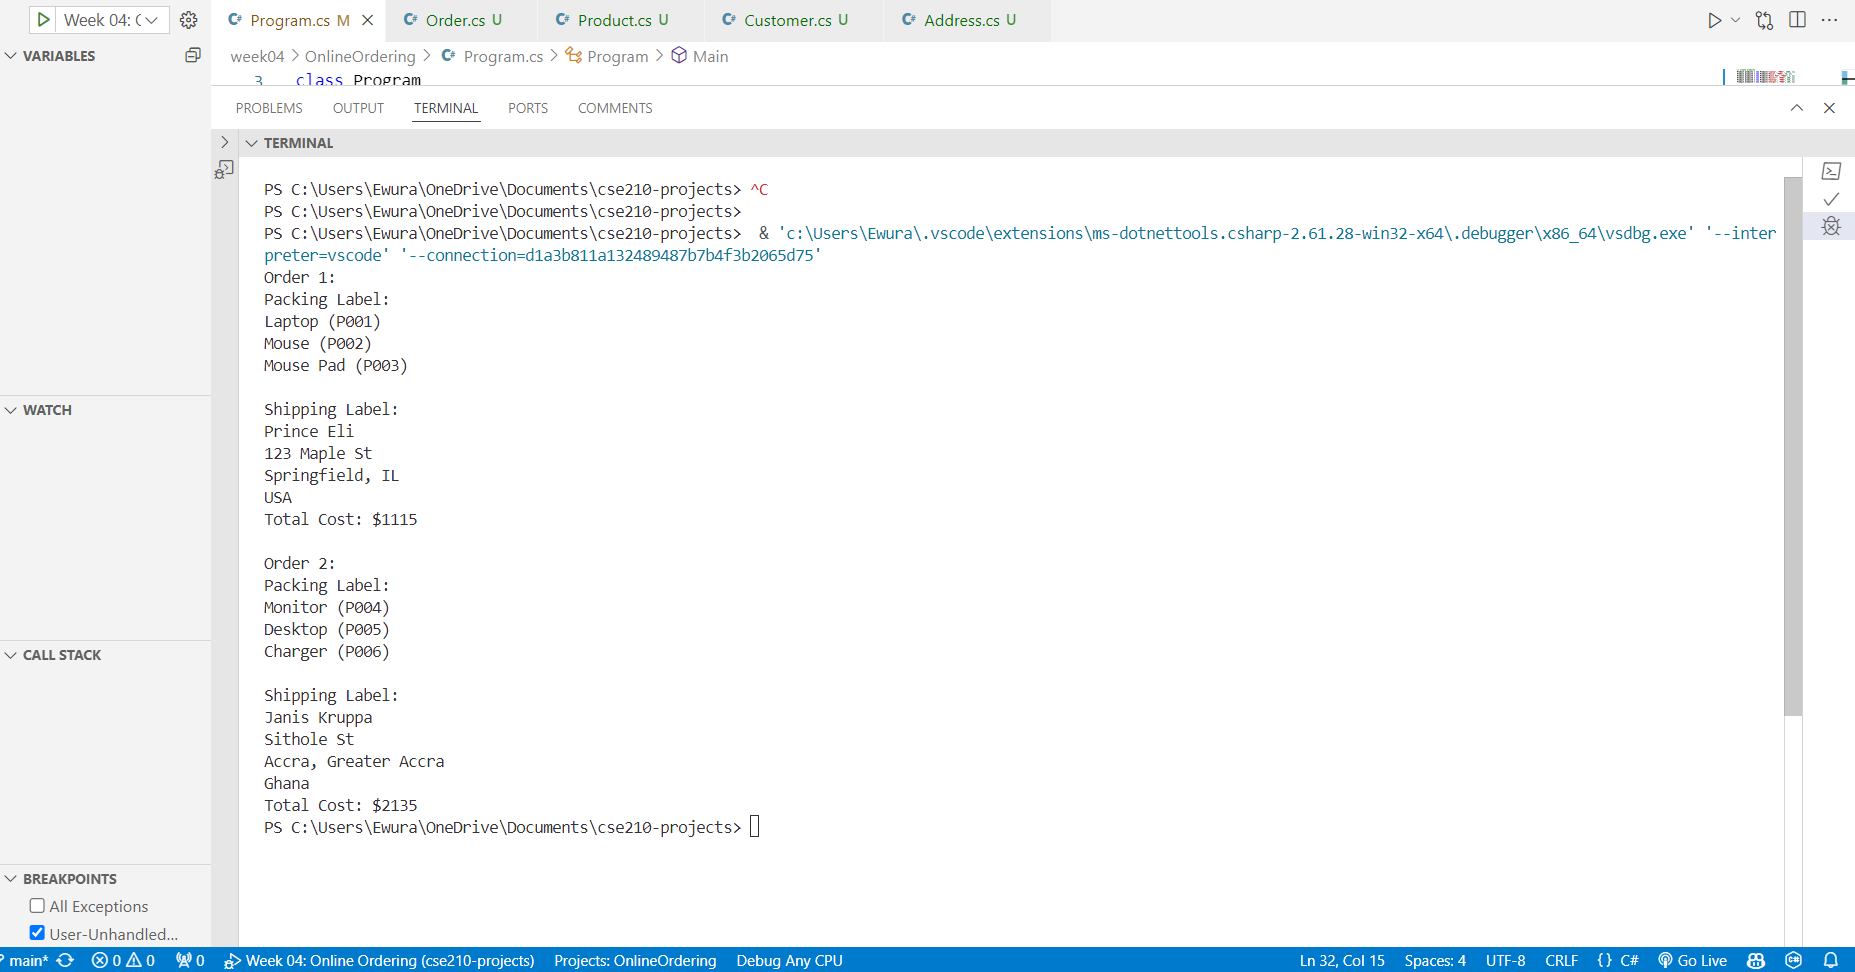 Week 04: (
Program.cs M
Order.cs U
Product.cs U
Customer.cs U
Address.cs U
VARIABLES
week04 > OnlineOrdering > Program.cs > Program > Main
3 class Program
PROBLEMS OUTPUT TERMINAL PORTS COMMENTS
TERMINAL
PS C:\Users\Ewura\OneDrive\Documents\cse210-projects> ^C
PS C:\Users\Ewura\OneDrive\Documents\cse210-projects>
PS C:\Users\Ewura\OneDrive\Documents\cse210-projects>  & 'c:\Users\Ewura\.vscode\extensions\ms-dotnettools.csharp-2.61.28-win32-x64\.debugger\x86_64\vsdbg.exe' '--inter
preter=vscode' '--connection=d1a3b811a132489487b7b4f3b2065d75'
Order 1:
Packing Label:
Laptop (P001)
Mouse (P002)
Mouse Pad (P003)
Shipping Label:
Prince Eli
123 Maple St
Springfield, IL
USA
Total Cost: $1115
Order 2:
Packing Label:
Monitor (P004)
Desktop (P005)
Charger (P006)
Shipping Label:
Janis Kruppa
Sithole St
Accra, Greater Accra
Ghana
Total Cost: $2135
PS C:\Users\Ewura\OneDrive\Documents\cse210-projects>
WATCH
CALL STACK
BREAKPOINTS
All Exceptions
User-Unhandled...
main* 0 0 0 Week 04: Online Ordering (cse210-projects) Projects: OnlineOrdering Debug Any CPU Ln 32, Col 15 Spaces: 4 UTF-8 CRLF {} C# Go Live